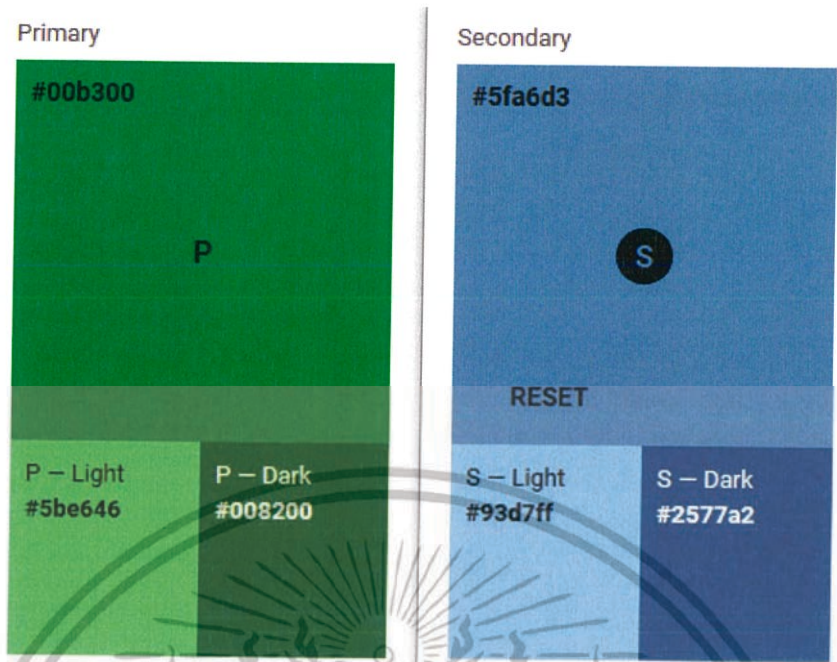 Primary
#00b300
P
P — Light
#5be646
P — Dark
#008200
Secondary
#5fa6d3
S
RESET
S — Light
#93d7ff
S — Dark
#2577a2